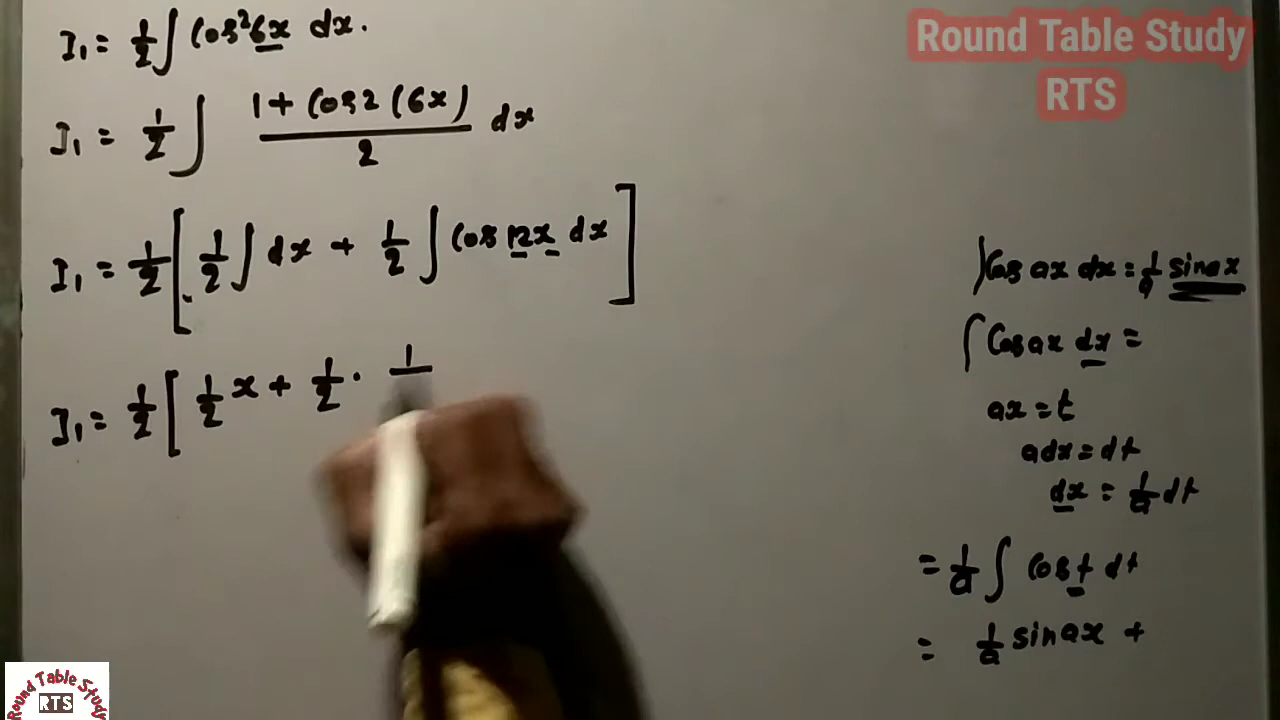 I₁ = 1/2 ∫ Cos²6x dx.
I₁ = 1/2 ∫ (1 + Cos2(6x))/2 dx
I₁ = 1/2 [ 1/2 ∫ dx + 1/2 ∫ Cos 12x dx ]
I₁ = 1/2 [ 1/2 x + 1/2 · 1/
Round Table Study
RTS
∫Cos ax dx = 1/a sin ax
∫ Cos ax dx =
ax = t
adx = dt
dx = 1/a dt
= 1/a ∫ Cos t dt
= 1/a sin ax +
Round Table Study
RTS